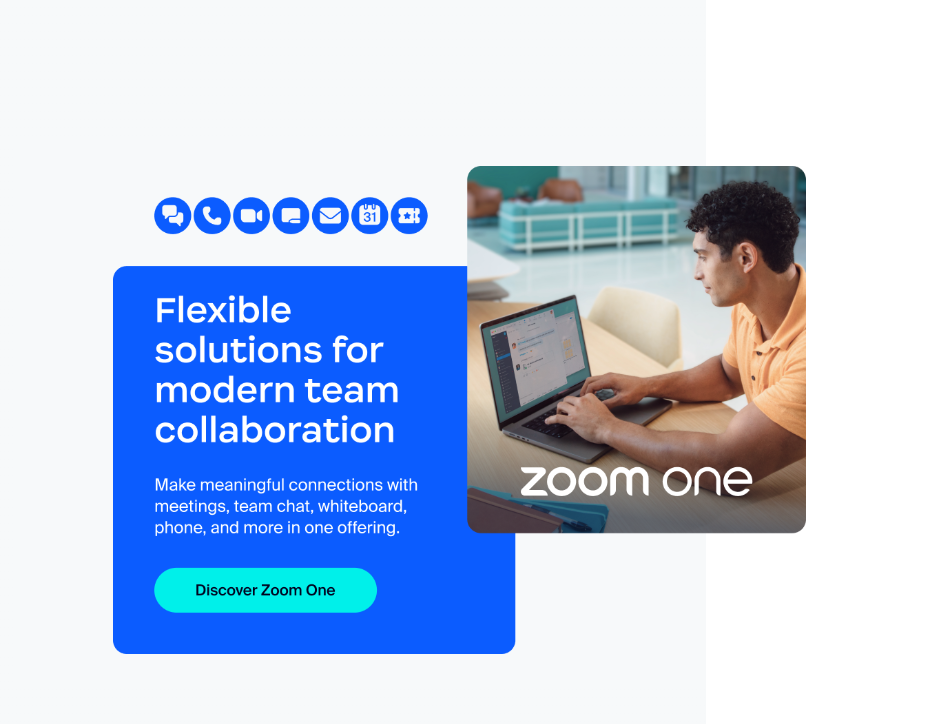 31
Flexible
solutions for
modern team
collaboration
Make meaningful connections with
meetings, team chat, whiteboard,
phone, and more in one offering.
Discover Zoom One
zoom one